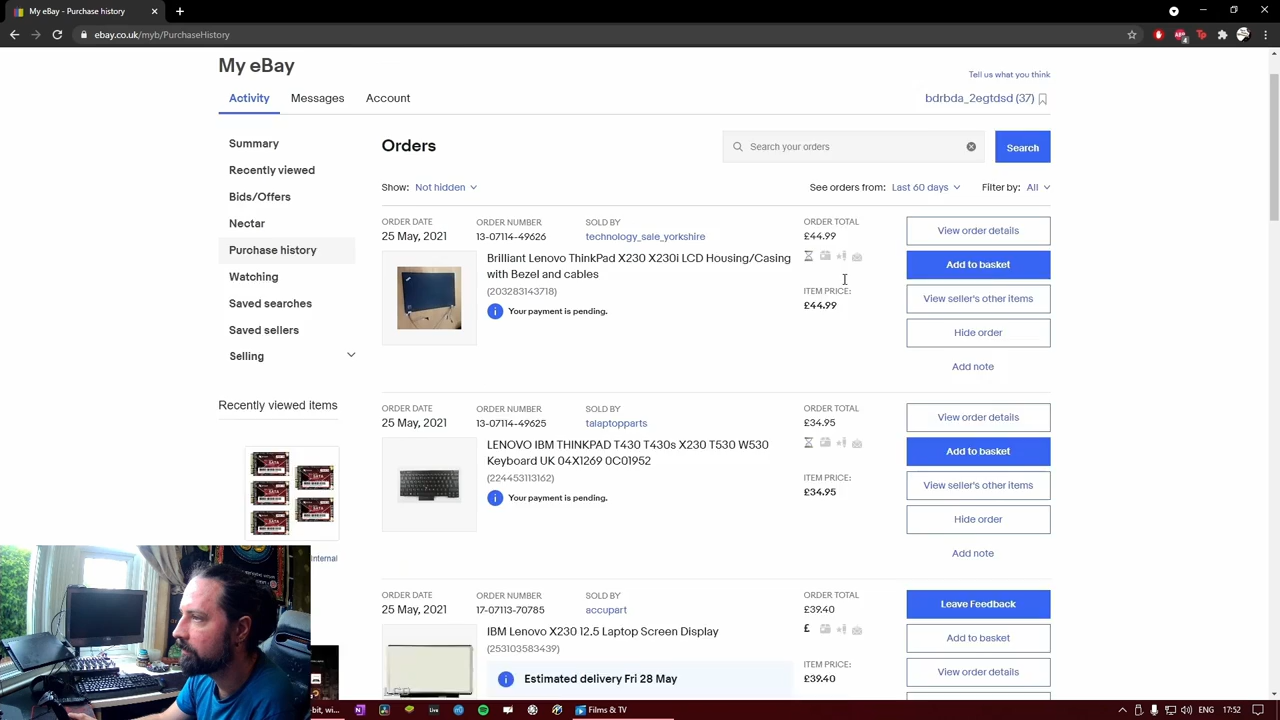 My eBay
ebay.co.uk/myb/PurchaseHistory
My eBay
Tell us what you think
Activity
Messages
Account
bdrbda_2egtdsd (37)
Summary
Recently viewed
Bids/Offers
Nectar
Purchase history
Watching
Saved searches
Saved sellers
Selling
Recently viewed items
Internal
Orders
Search your orders
Search
Show: Not hidden
See orders from: Last 60 days
Filter by: All
ORDER DATE
25 May, 2021
ORDER NUMBER
13-07114-49626
SOLD BY
technology_sale_yorkshire
ORDER TOTAL
£44.99
Brilliant Lenovo ThinkPad X230 X230i LCD Housing/Casing
with Bezel and cables
(203283143718)
Your payment is pending.
ITEM PRICE:
£44.99
View order details
Add to basket
View seller's other items
Hide order
Add note
ORDER DATE
25 May, 2021
ORDER NUMBER
13-07114-49625
SOLD BY
talaptopparts
ORDER TOTAL
£34.95
LENOVO IBM THINKPAD T430 T430s X230 T530 W530
Keyboard UK 04X1269 0C01952
(224453113162)
Your payment is pending.
ITEM PRICE:
£34.95
View order details
Add to basket
View seller's other items
Hide order
Add note
ORDER DATE
25 May, 2021
ORDER NUMBER
17-07113-70785
SOLD BY
accupart
ORDER TOTAL
£39.40
£
IBM Lenovo X230 12.5 Laptop Screen Display
(253103583439)
Estimated delivery Fri 28 May
ITEM PRICE:
£39.40
Leave Feedback
Add to basket
View order details
Films & TV
17:52